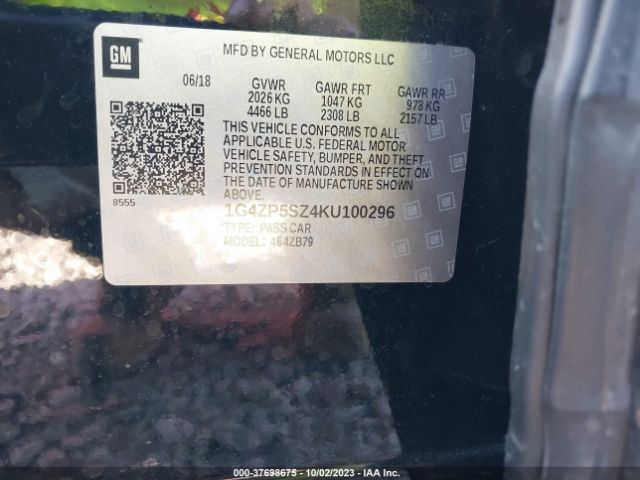 GM
MFD BY GENERAL MOTORS LLC
06/18 GVWR GAWR FRT GAWR RR
2026 KG 1047 KG 978 KG
4466 LB 2308 LB 2157 LB
THIS VEHICLE CONFORMS TO ALL
APPLICABLE U.S. FEDERAL MOTOR
VEHICLE SAFETY, BUMPER, AND THEFT
PREVENTION STANDARDS IN EFFECT ON
THE DATE OF MANUFACTURE SHOWN
ABOVE.
8555
1G4ZP5SZ4KU100296
TYPE: PASS CAR
MODEL: 464ZB79
000-37698675 - 10/02/2023 - IAA Inc.